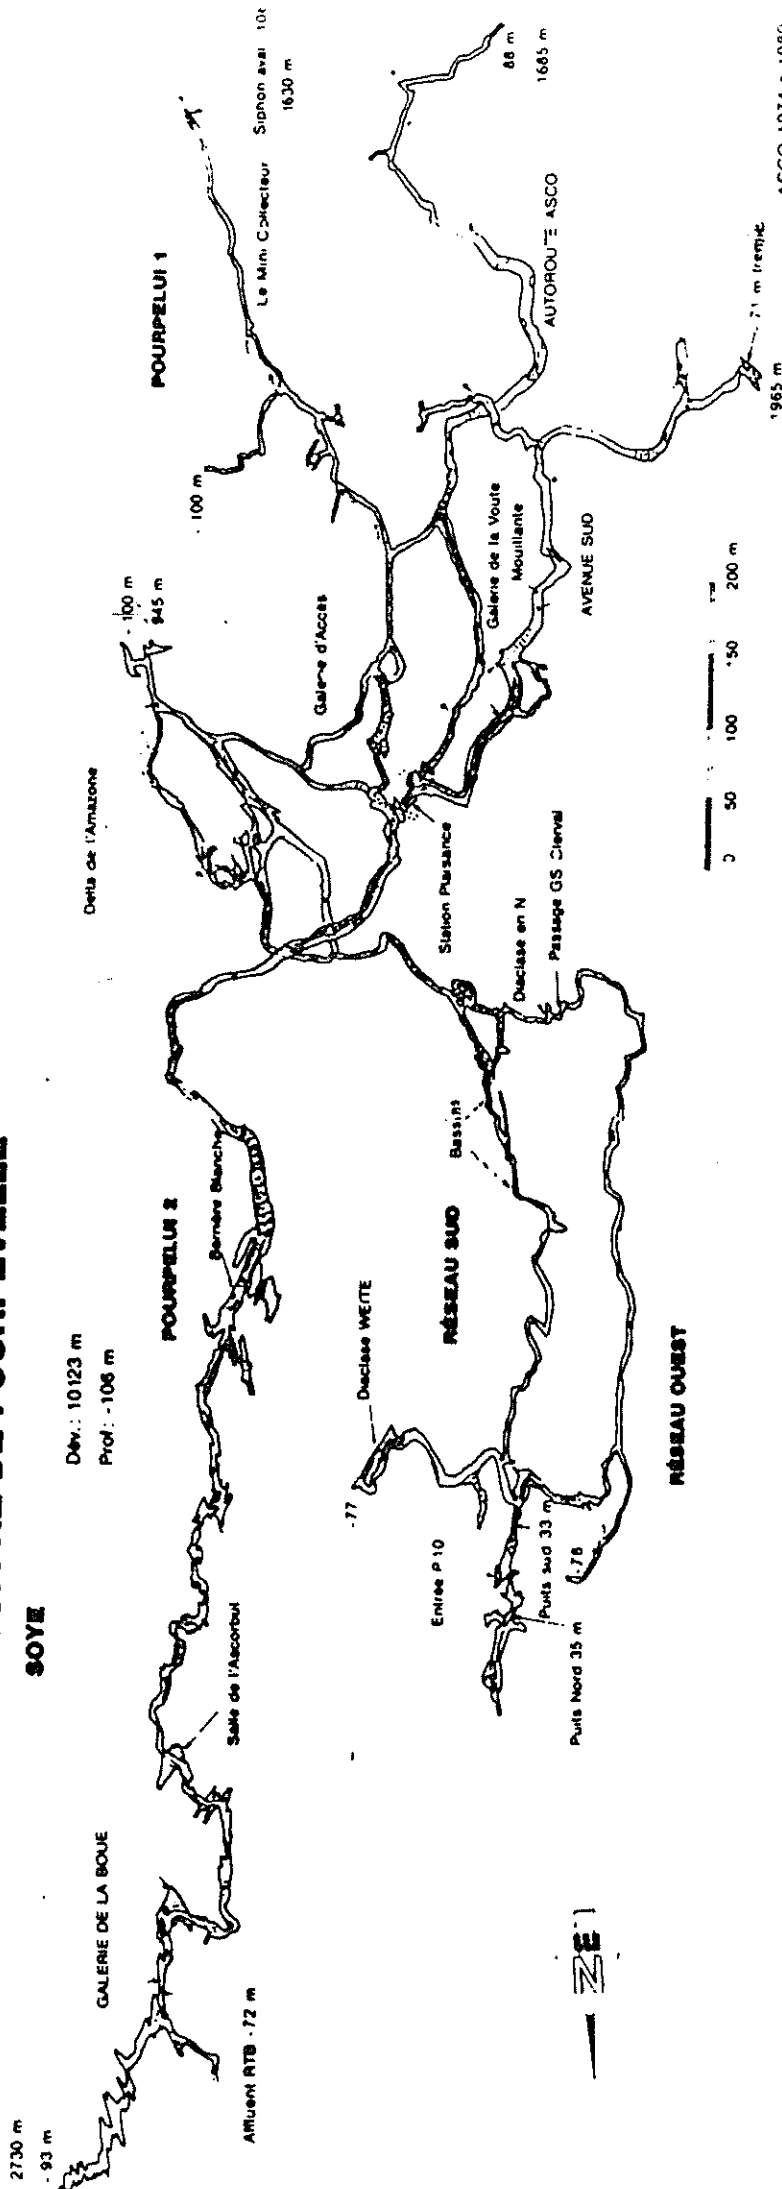 SOYE
Dév.: 10123 m
Prof.: -106 m
2730 m
- 93 m
GALERIE DE LA BOUE
Affluent RTB -72 m
Salle de l'Ascorbut
POURPELUI 2
Barrière Blanche
Delta de l'Amazone
- 100 m
945 m
- 100 m
POURPELUI 1
Le Mini Collecteur
Siphon aval
1630 m
88 m
1685 m
AUTOROUTE ASCO
Galerie d'Accès
Galerie de la Voute
Mouillante
AVENUE SUD
1965 m
Station Plaisance
Diaclase en N
Passage GS Clerval
Bassins
RÉSEAU SUD
Diaclase WEITE
-77
Entrée P 10
Puits sud 33 m
Puits Nord 35 m
-78
RÉSEAU OUEST
50
100
150
200 m